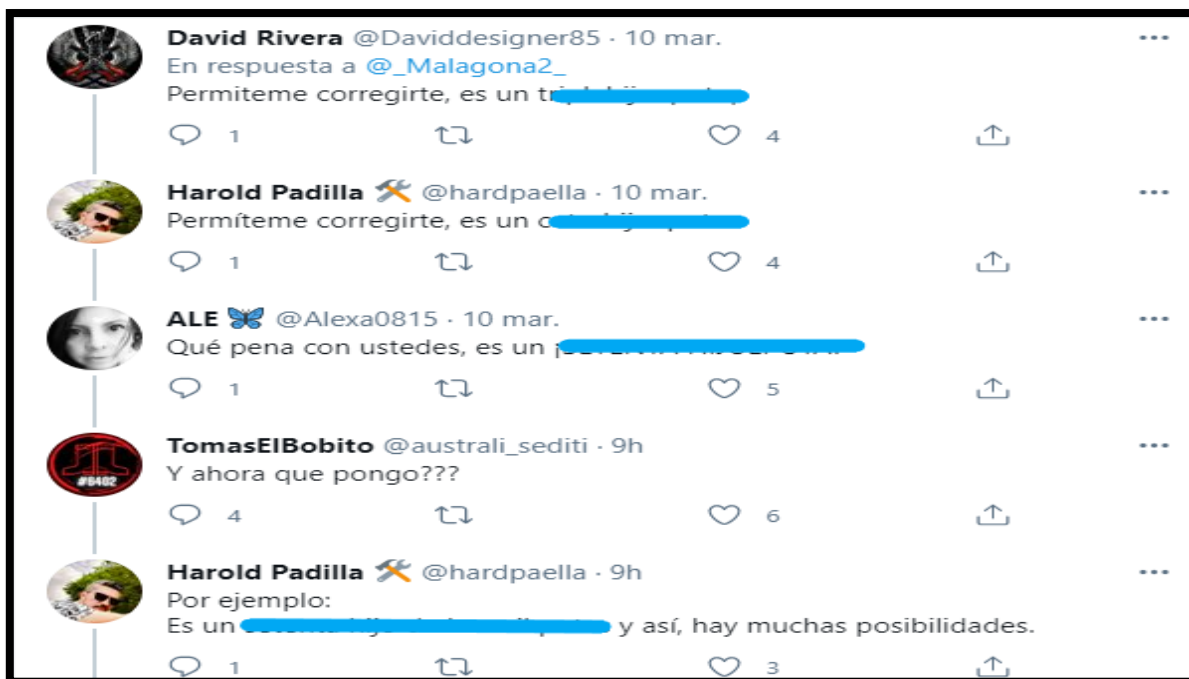 David Rivera @Daviddesigner85 · 10 mar.
En respuesta a @_Malagona2_
Permiteme corregirte, es un
1 4
Harold Padilla 🛠 @hardpaella · 10 mar.
Permíteme corregirte, es un
1 4
ALE 🦋 @Alexa0815 · 10 mar.
Qué pena con ustedes, es un
1 5
TomasElBobito @australi_sediti · 9h
#6402
Y ahora que pongo???
4 6
Harold Padilla 🛠 @hardpaella · 9h
Por ejemplo:
Es un y así, hay muchas posibilidades.
1 3